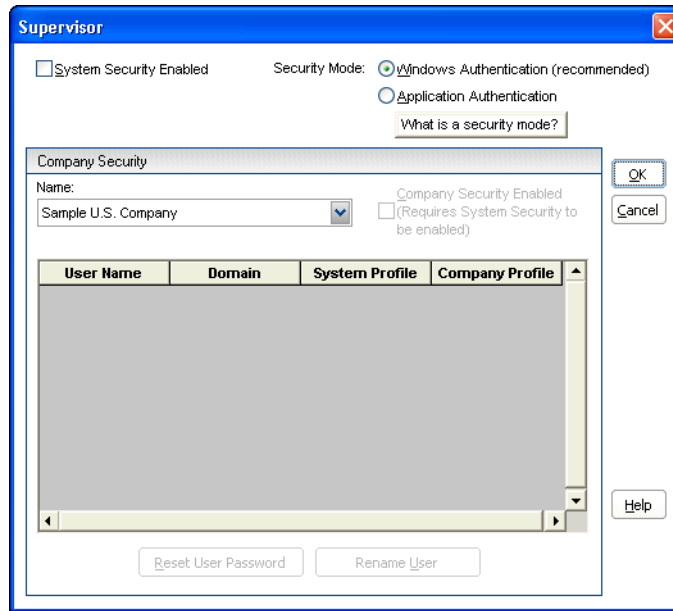 Supervisor
System Security Enabled
Security Mode:
Windows Authentication (recommended)
Application Authentication
What is a security mode?
Company Security
Name:
Sample U.S. Company
Company Security Enabled
(Requires System Security to
be enabled)
OK
Cancel
User Name Domain System Profile Company Profile
Help
Reset User Password
Rename User